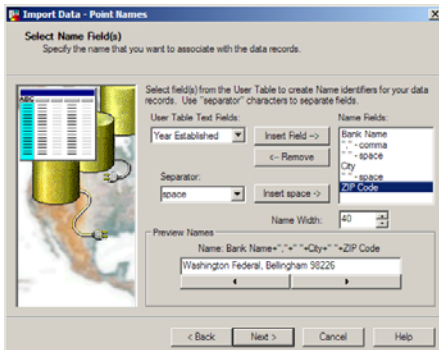 Import Data - Point Names
Select Name Field(s)
Specify the name that you want to associate with the data records.
ABC
Select field(s) from the User Table to create Name identifiers for your data
records. Use "separator" characters to separate fields.
User Table Text Fields:
Name Fields:
Year Established
Insert Field -->
<-- Remove
Bank Name
"," - comma
" " - space
City
" " - space
ZIP Code
Separator:
space
Insert space ->
Name Width:
40
Preview Names
Name: Bank Name+","+" "+City+" "+ZIP Code
Washington Federal, Bellingham 98226
< Back
Next >
Cancel
Help